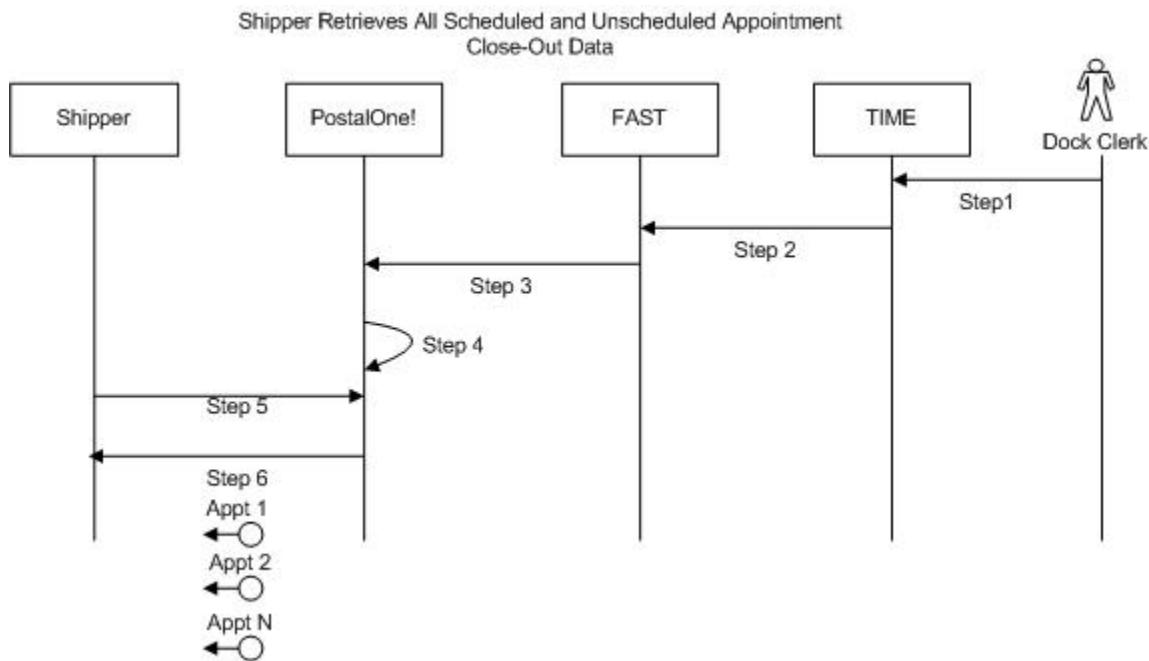 Shipper Retrieves All Scheduled and Unscheduled Appointment
Close-Out Data
Shipper
PostalOne!
FAST
TIME
Dock Clerk
Step1
Step 2
Step 3
Step 4
Step 5
Step 6
Appt 1
Appt 2
Appt N